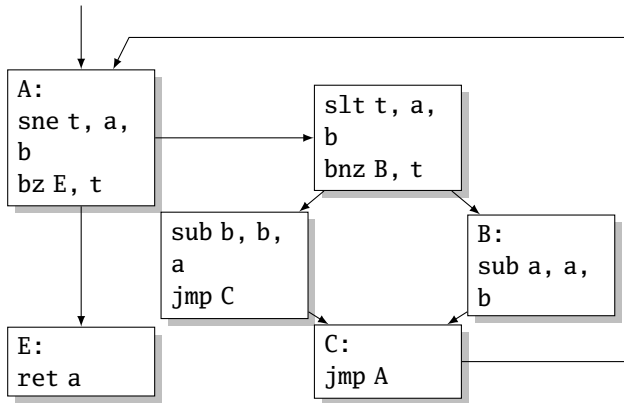 A:
sne t, a,
b
bz E, t
slt t, a,
b
bnz B, t
sub b, b,
a
jmp C
B:
sub a, a,
b
E:
ret a
C:
jmp A